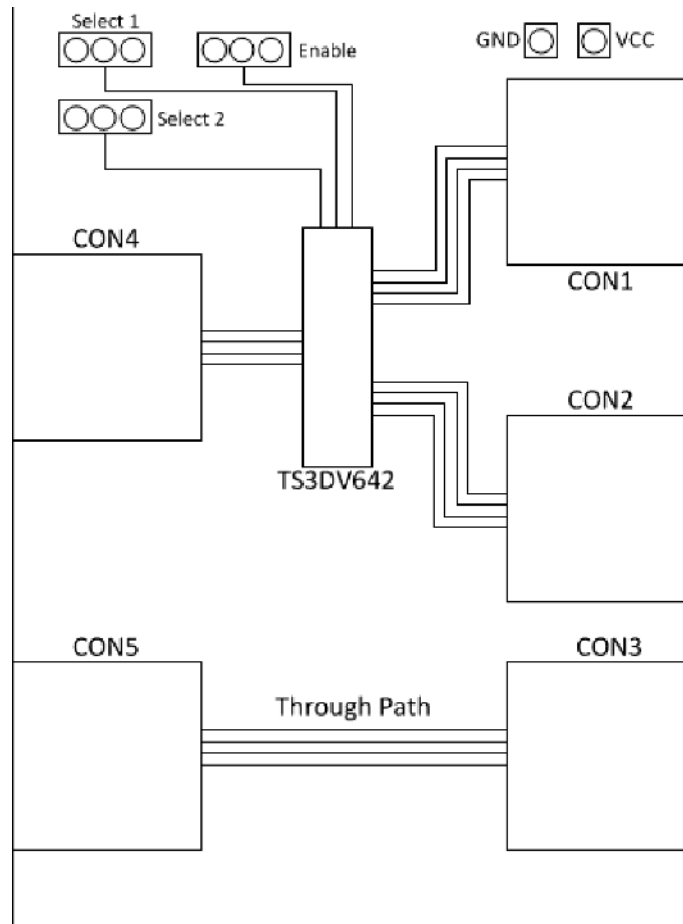 Select 1
Enable
GND
VCC
Select 2
CON4
CON1
CON2
TS3DV642
CON5
CON3
Through Path